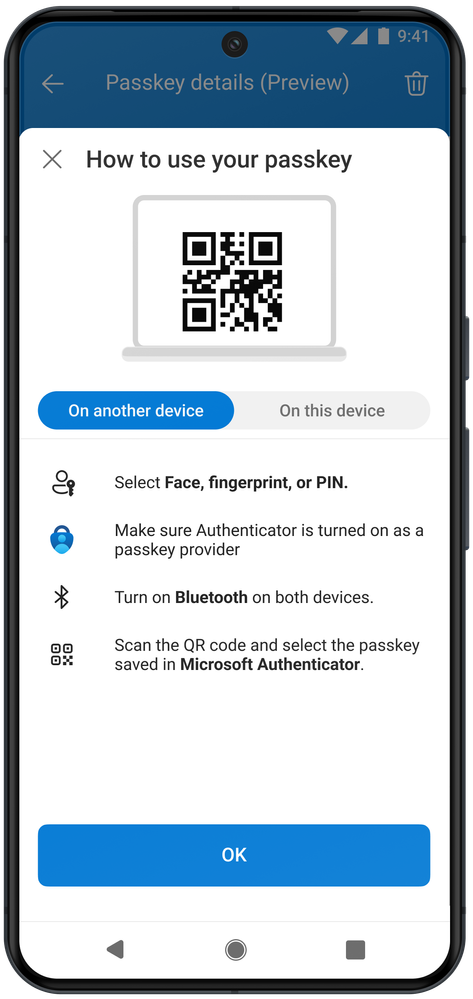 9:41
Passkey details (Preview)
How to use your passkey
On another device
On this device
Select Face, fingerprint, or PIN.
Make sure Authenticator is turned on as a
passkey provider
Turn on Bluetooth on both devices.
Scan the QR code and select the passkey
saved in Microsoft Authenticator.
OK